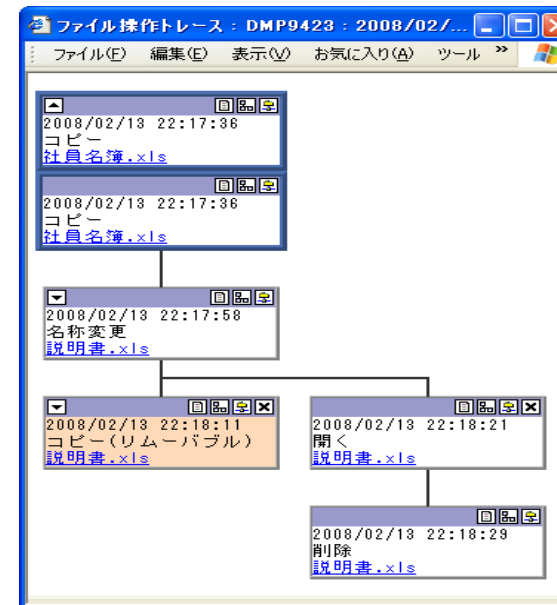 ファイル操作トレース : DMP9423 : 2008/02/...
ファイル(F) 編集(E) 表示(V) お気に入り(A) ツール »
2008/02/13 22:17:36
コピー
社員名簿.xls
2008/02/13 22:17:36
コピー
社員名簿.xls
2008/02/13 22:17:58
名称変更
説明書.xls
2008/02/13 22:18:11
コピー(リムーバブル)
説明書.xls
2008/02/13 22:18:21
開く
説明書.xls
2008/02/13 22:18:29
削除
説明書.xls